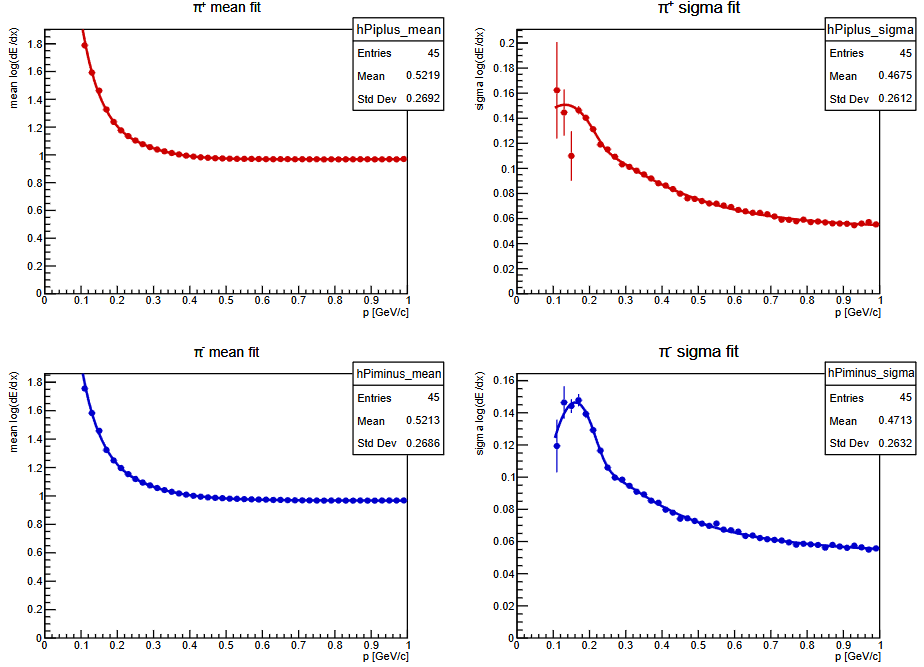 π+ mean fit
hPiplus_mean
Entries 45
Mean 0.5219
Std Dev 0.2692
mean log(dE/dx)
1.8
1.6
1.4
1.2
1
0.8
0.6
0.4
0.2
0
0 0.1 0.2 0.3 0.4 0.5 0.6 0.7 0.8 0.9 1
p [GeV/c]
π+ sigma fit
hPiplus_sigma
Entries 45
Mean 0.4675
Std Dev 0.2612
sigma log(dE/dx)
0.2
0.18
0.16
0.14
0.12
0.1
0.08
0.06
0.04
0.02
0
0 0.1 0.2 0.3 0.4 0.5 0.6 0.7 0.8 0.9 1
p [GeV/c]
π- mean fit
hPiminus_mean
Entries 45
Mean 0.5213
Std Dev 0.2686
mean log(dE/dx)
1.8
1.6
1.4
1.2
1
0.8
0.6
0.4
0.2
0
0 0.1 0.2 0.3 0.4 0.5 0.6 0.7 0.8 0.9 1
p [GeV/c]
π- sigma fit
hPiminus_sigma
Entries 45
Mean 0.4713
Std Dev 0.2632
sigma log(dE/dx)
0.16
0.14
0.12
0.1
0.08
0.06
0.04
0.02
0
0 0.1 0.2 0.3 0.4 0.5 0.6 0.7 0.8 0.9 1
p [GeV/c]